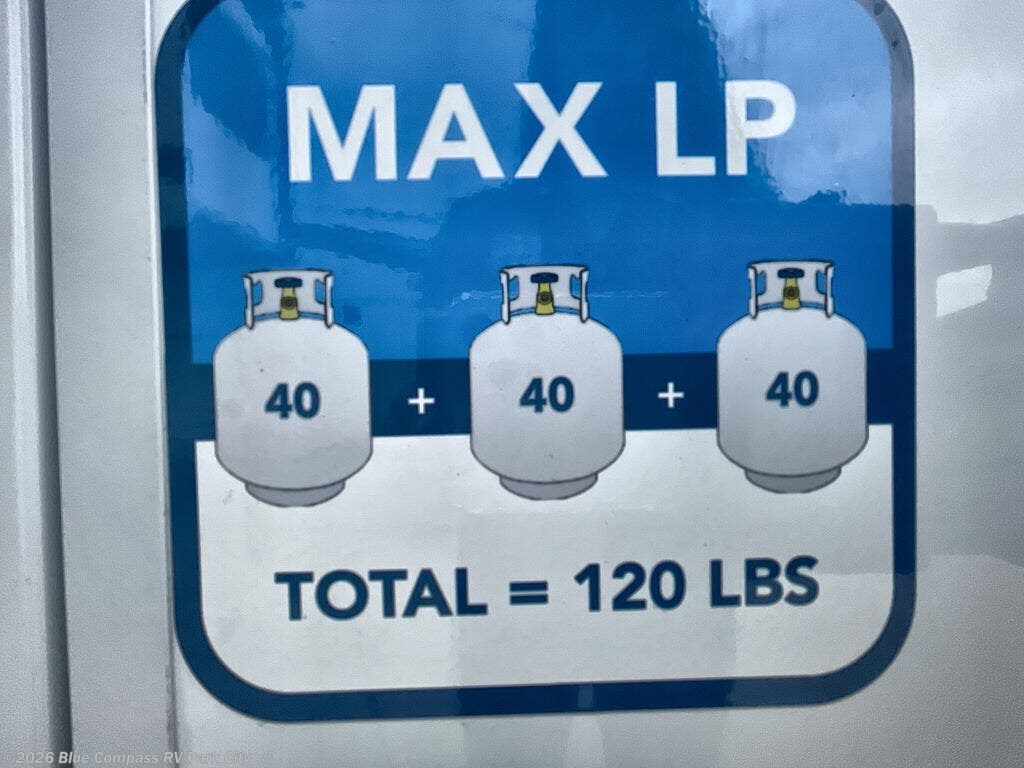 MAX LP
40 + 40 + 40
TOTAL = 120 LBS
©2026 Blue Compass RV Park City